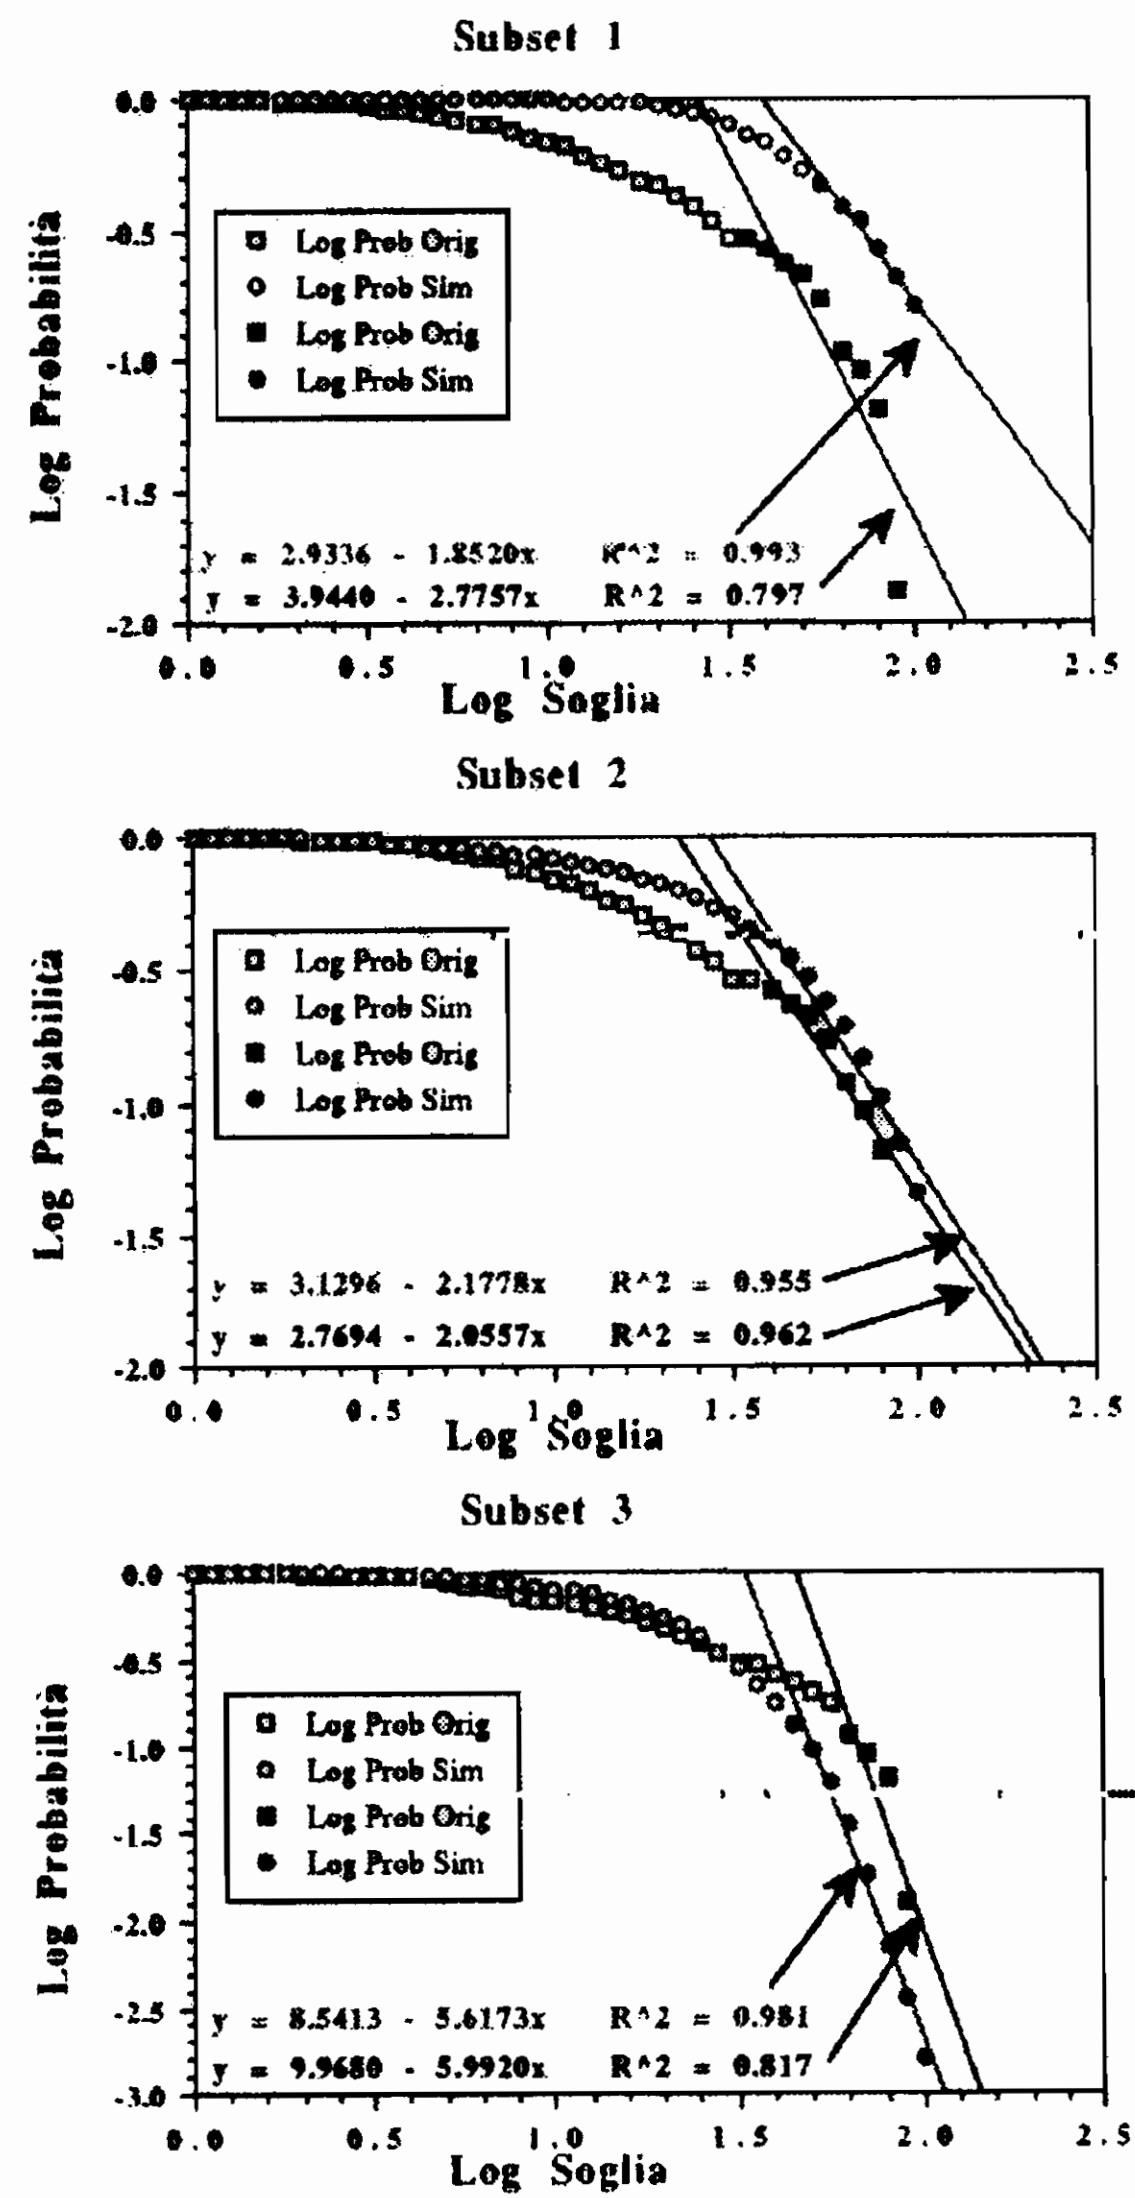 Subset 1
0.0
-0.5
-1.0
-1.5
-2.0
Log Probabilità
Log Prob Orig
Log Prob Sim
Log Prob Orig
Log Prob Sim
y = 2.9336 - 1.8520x R^2 = 0.993
y = 3.9440 - 2.7757x R^2 = 0.797
0.0 0.5 1.0 1.5 2.0 2.5
Log Soglia
Subset 2
0.0
-0.5
-1.0
-1.5
-2.0
Log Probabilità
Log Prob Orig
Log Prob Sim
Log Prob Orig
Log Prob Sim
y = 3.1296 - 2.1778x R^2 = 0.955
y = 2.7694 - 2.0557x R^2 = 0.962
0.0 0.5 1.0 1.5 2.0 2.5
Log Soglia
Subset 3
0.0
-0.5
-1.0
-1.5
-2.0
-2.5
-3.0
Log Probabilità
Log Prob Orig
Log Prob Sim
Log Prob Orig
Log Prob Sim
y = 8.5413 - 5.6173x R^2 = 0.981
y = 9.9680 - 5.9920x R^2 = 0.817
0.0 0.5 1.0 1.5 2.0 2.5
Log Soglia